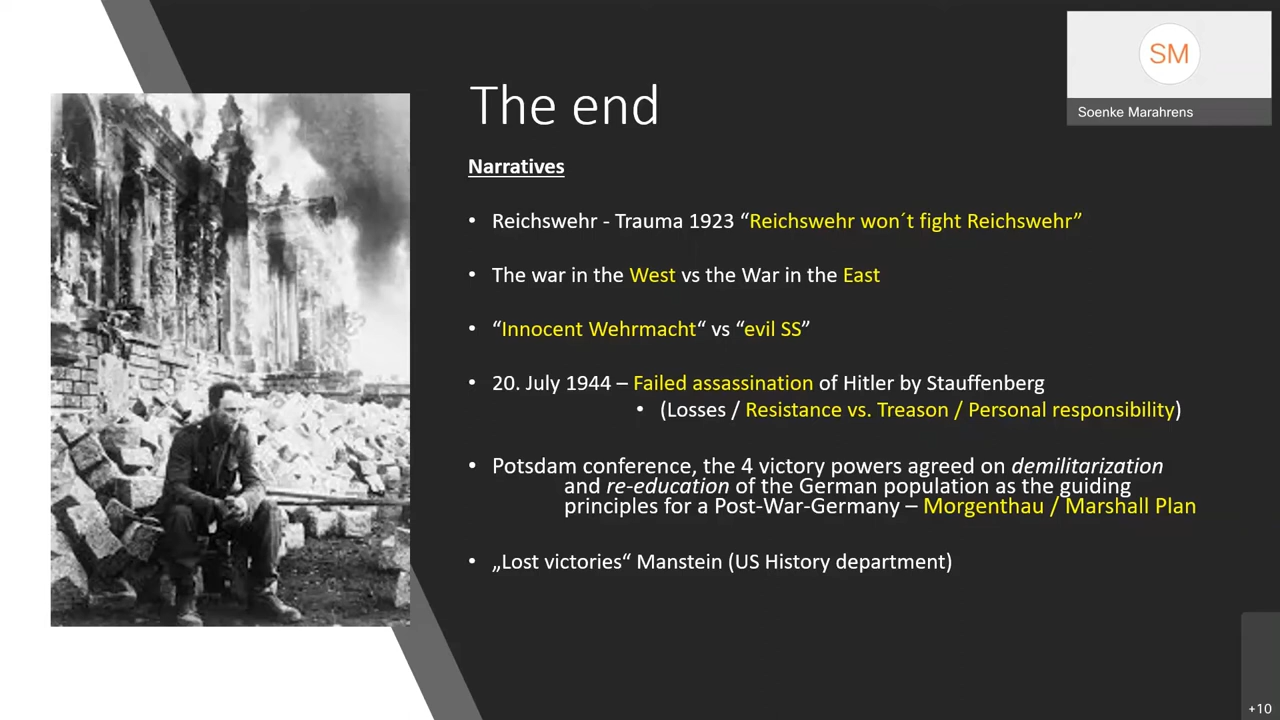 SM
Soenke Marahrens
The end
Narratives
• Reichswehr - Trauma 1923 “Reichswehr won´t fight Reichswehr”
• The war in the West vs the War in the East
• “Innocent Wehrmacht“ vs “evil SS”
• 20. July 1944 – Failed assassination of Hitler by Stauffenberg
• (Losses / Resistance vs. Treason / Personal responsibility)
• Potsdam conference, the 4 victory powers agreed on demilitarization
and re-education of the German population as the guiding
principles for a Post-War-Germany – Morgenthau / Marshall Plan
• „Lost victories“ Manstein (US History department)
+10